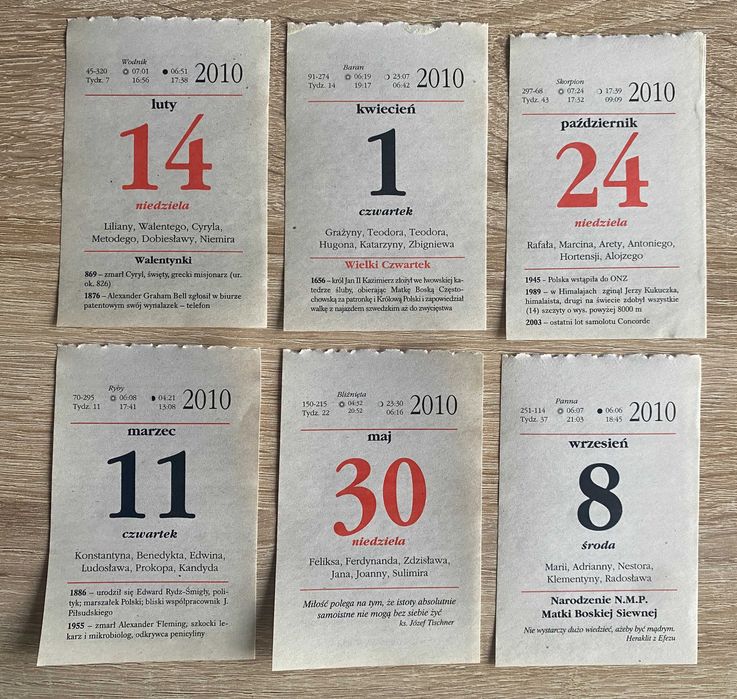 Wodnik
45-320 07:01 06:51 2010
Tydz. 7 16:56 17:38
luty
14
niedziela
Liliany, Walentego, Cyryla,
Metodego, Dobiesławy, Niemira
Walentynki
869 – zmarł Cyryl, święty, grecki misjonarz (ur.
ok. 826)
1876 – Alexander Graham Bell zgłosił w biurze
patentowym swój wynalazek – telefon
Baran
91-274 06:19 23:07 2010
Tydz. 14 19:17 06:42
kwiecień
1
czwartek
Grażyny, Teodora, Teodora,
Hugona, Katarzyny, Zbigniewa
Wielki Czwartek
1656 – król Jan II Kazimierz złożył we lwowskiej ka-
tedrze śluby, obierając Matkę Boską Często-
chowską za patronkę i Królową Polski i zapowiedział
walkę z najazdem szwedzkim aż do zwycięstwa
Skorpion
297-68 07:24 17:39 2010
Tydz. 43 17:32 09:09
październik
24
niedziela
Rafała, Marcina, Arety, Antoniego,
Hortensji, Alojzego
1945 – Polska wstąpiła do ONZ
1989 – w Himalajach zginął Jerzy Kukuczka,
himalaista, drugi na świecie zdobył wszystkie
(14) szczyty o wys. powyżej 8000 m
2003 – ostatni lot samolotu Concorde
Ryby
70-295 06:08 04:21 2010
Tydz. 11 17:41 13:08
marzec
11
czwartek
Konstantyna, Benedykta, Edwina,
Ludosława, Prokopa, Kandyda
1886 – urodził się Edward Rydz-Śmigły, poli-
tyk; marszałek Polski; bliski współpracownik J.
Piłsudskiego
1955 – zmarł Alexander Fleming, szkocki le-
karz i mikrobiolog, odkrywca penicyliny
Bliźnięta
150-215 04:32 23:30 2010
Tydz. 22 20:52 06:16
maj
30
niedziela
Feliksa, Ferdynanda, Zdzisława,
Jana, Joanny, Sulimira
Miłość polega na tym, że istoty absolutnie
samoistne nie mogą bez siebie żyć
ks. Józef Tischner
Panna
251-114 06:07 06:06 2010
Tydz. 37 21:03 18:45
wrzesień
8
środa
Marii, Adrianny, Nestora,
Klementyny, Radosława
Narodzenie N.M.P.
Matki Boskiej Siewnej
Nie wystarczy dużo wiedzieć, ażeby być mądrym.
Heraklit z Efezu